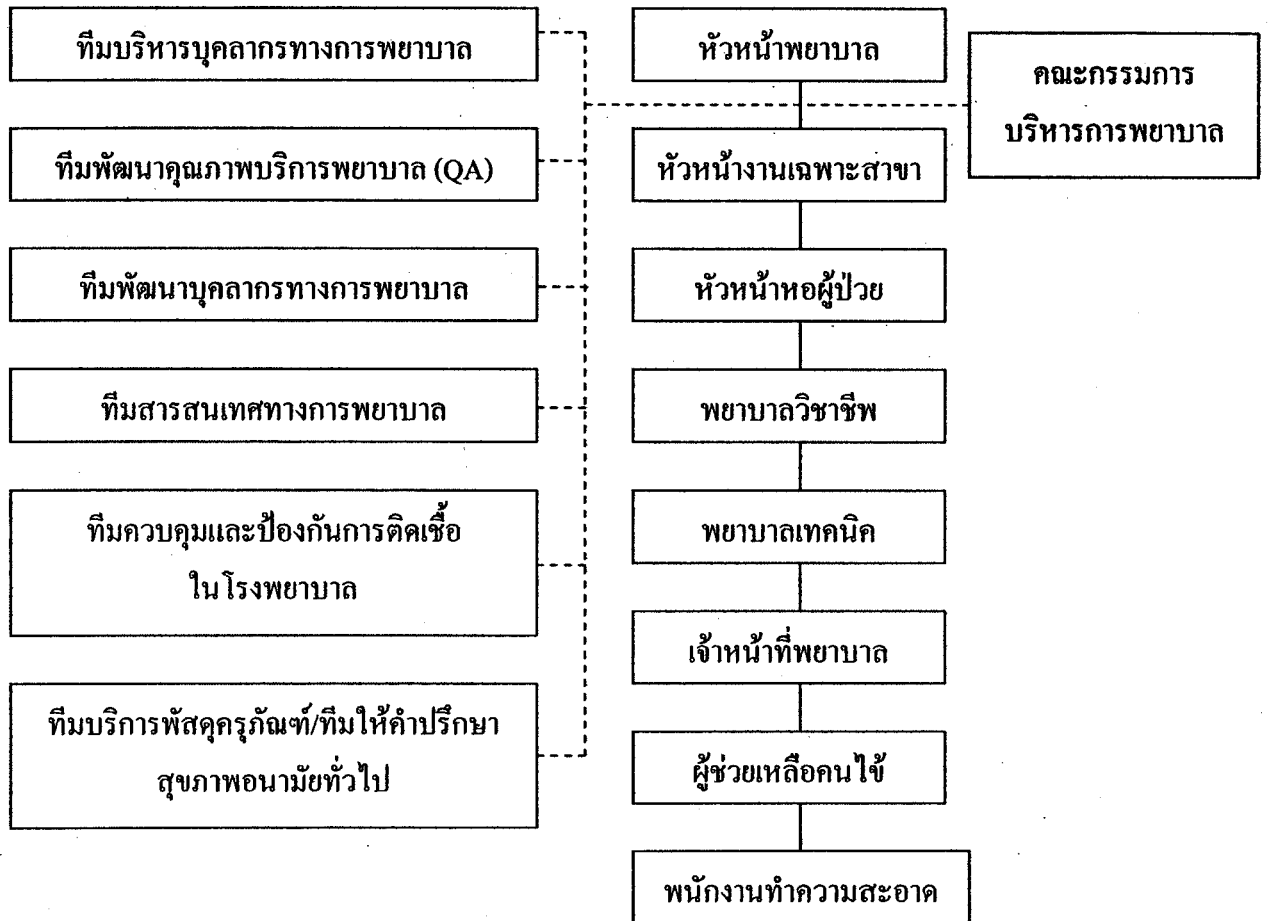 ทีมบริหารบุคลากรทางการพยาบาล
ทีมพัฒนาคุณภาพบริการพยาบาล (QA)
ทีมพัฒนาบุคลากรทางการพยาบาล
ทีมสารสนเทศทางการพยาบาล
ทีมควบคุมและป้องกันการติดเชื้อ
ในโรงพยาบาล
ทีมบริการพัสดุครุภัณฑ์/ทีมให้คำปรึกษา
สุขภาพอนามัยทั่วไป
หัวหน้าพยาบาล
หัวหน้างานเฉพาะสาขา
หัวหน้าหอผู้ป่วย
พยาบาลวิชาชีพ
พยาบาลเทคนิค
เจ้าหน้าที่พยาบาล
ผู้ช่วยเหลือคนไข้
พนักงานทำความสะอาด
คณะกรรมการ
บริหารการพยาบาล